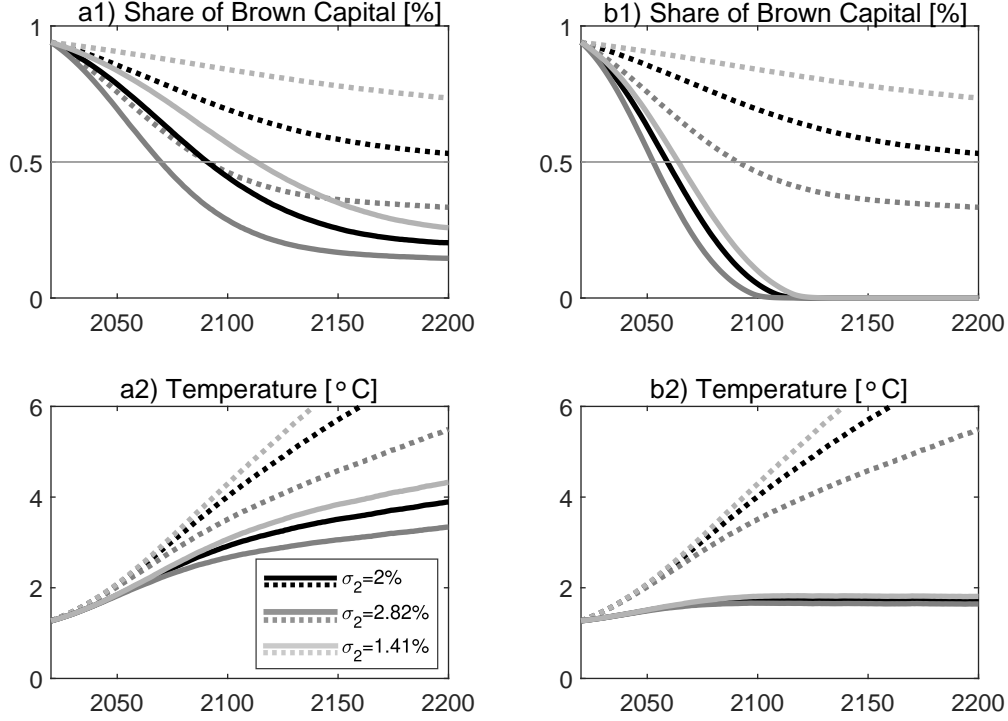 a1) Share of Brown Capital [%]
b1) Share of Brown Capital [%]
1
0.5
0
2050 2100 2150 2200
1
0.5
0
2050 2100 2150 2200
a2) Temperature [°C]
b2) Temperature [°C]
6
4
2
0
2050 2100 2150 2200
σ₂=2%
σ₂=2.82%
σ₂=1.41%
6
4
2
0
2050 2100 2150 2200